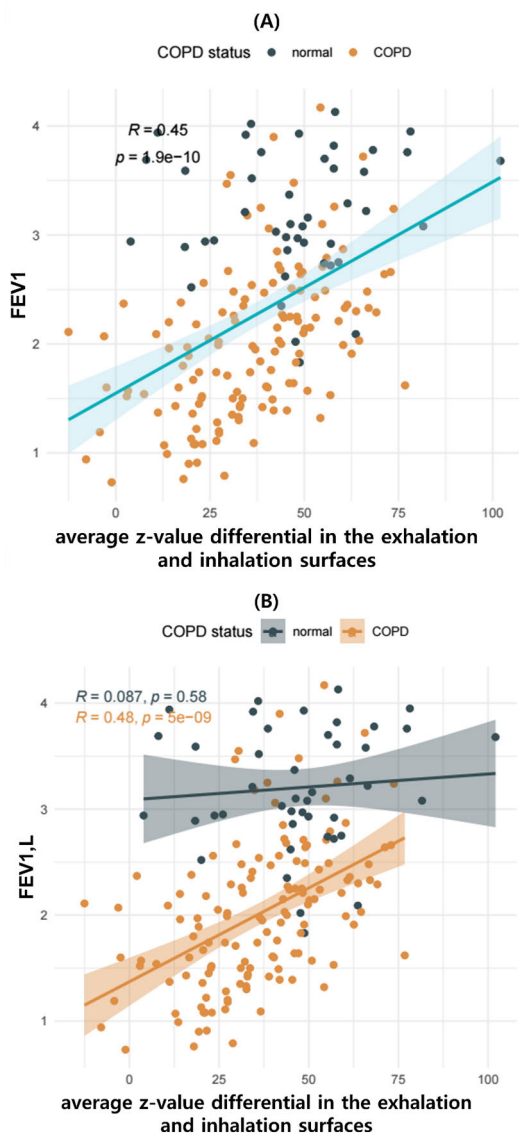 (A)
COPD status normal COPD
R = 0.45
p = 1.9e−10
4
3
2
1
FEV1
0 25 50 75 100
average z-value differential in the exhalation
and inhalation surfaces
(B)
COPD status normal COPD
R = 0.087, p = 0.58
R = 0.48, p = 5e−09
4
3
2
1
FEV1,L
0 25 50 75 100
average z-value differential in the exhalation
and inhalation surfaces